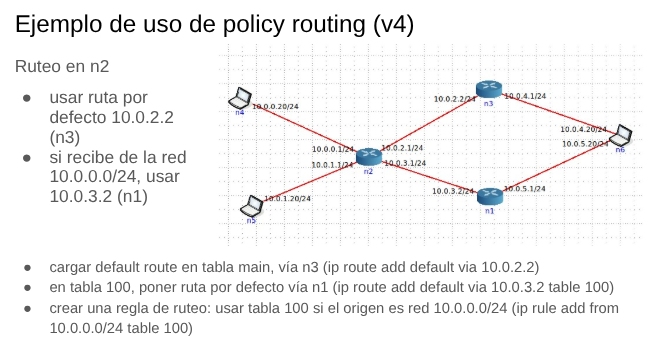 Ejemplo de uso de policy routing (v4)
Ruteo en n2
● usar ruta por
defecto 10.0.2.2
(n3)
● si recibe de la red
10.0.0.0/24, usar
10.0.3.2 (n1)
10.0.0.20/24
n4
10.0.2.2/24
10.0.4.1/24
n3
10.0.4.20/24
10.0.5.20/24
n6
10.0.0.1/24
10.0.2.1/24
10.0.1.1/24
10.0.3.1/24
n2
10.0.1.20/24
n5
10.0.3.2/24
10.0.5.1/24
n1
● cargar default route en tabla main, vía n3 (ip route add default via 10.0.2.2)
● en tabla 100, poner ruta por defecto vía n1 (ip route add default via 10.0.3.2 table 100)
● crear una regla de ruteo: usar tabla 100 si el origen es red 10.0.0.0/24 (ip rule add from
10.0.0.0/24 table 100)